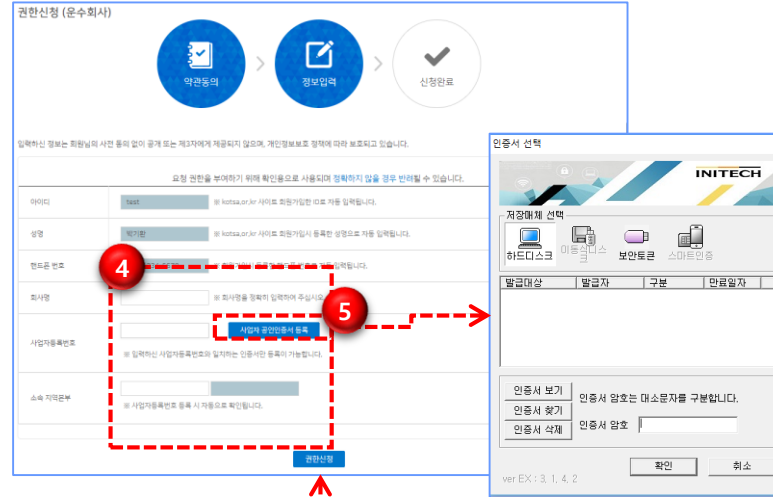 권한신청 (운수회사)
약관동의
정보입력
신청완료
입력하신 정보는 회원님의 사전 동의 없이 공개 또는 제3자에게 제공되지 않으며, 개인정보보호 정책에 따라 보호되고 있습니다.
요청 권한을 부여하기 위해 확인용으로 사용되며 정확하지 않을 경우 반려될 수 있습니다.
아이디
test
※ kotsa.or.kr 사이트 회원가입한 ID로 자동 입력됩니다.
성명
박기환
※ kotsa.or.kr 사이트 회원가입시 등록한 성명으로 자동 입력됩니다.
핸드폰 번호
자동 입력됩니다.
4
회사명
※ 회사명을 정확히 입력하여 주십시오
5
사업자등록번호
사업자 공인인증서 등록
※ 입력하신 사업자등록번호와 일치하는 인증서만 등록이 가능합니다.
소속 지역본부
※ 사업자등록번호 등록 시 자동으로 확인됩니다.
권한신청
인증서 선택
INITECH
저장매체 선택
하드디스크
이동식디스크
보안토큰
스마트인증
발급대상
발급자
구분
만료일자
인증서 보기
인증서 찾기
인증서 삭제
인증서 암호는 대소문자를 구분합니다.
인증서 암호
확인
취소
ver EX : 3, 1, 4, 2